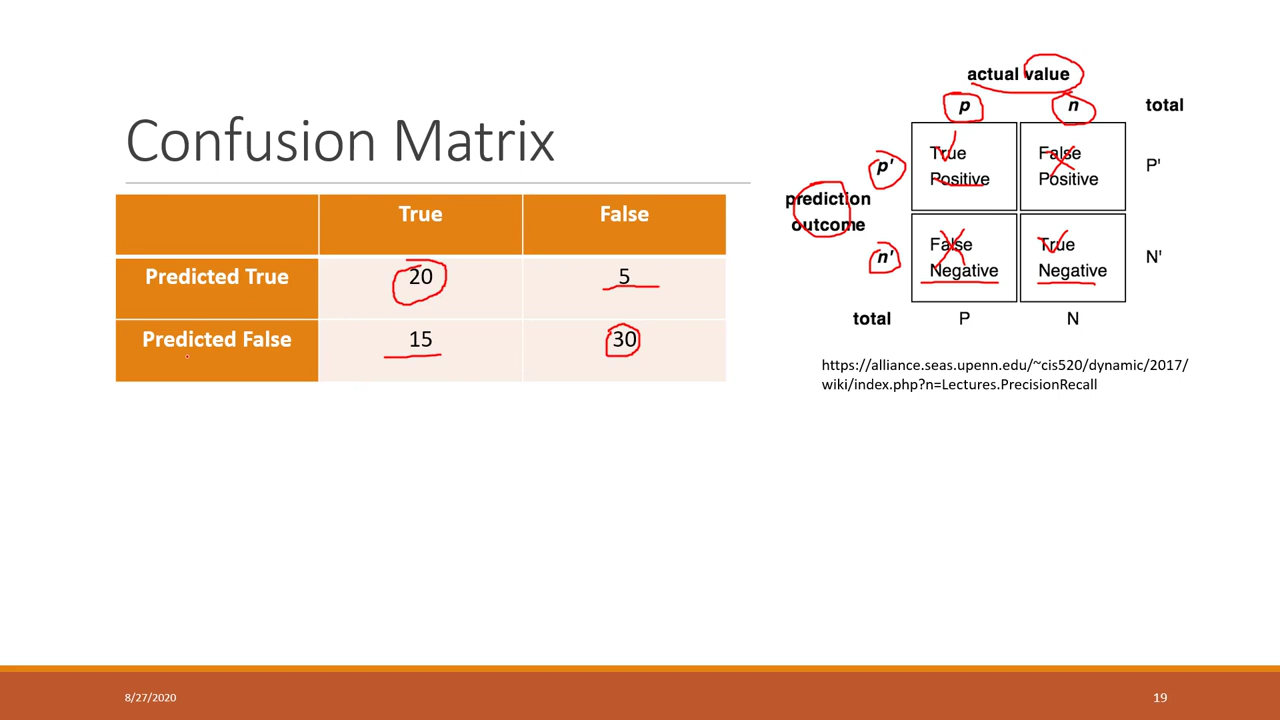 Confusion Matrix
True False
Predicted True 20 5
Predicted False 15 30
actual value
p n total
prediction
outcome
p'
True
Positive
False
Positive
P'
n'
False
Negative
True
Negative
N'
total P N
https://alliance.seas.upenn.edu/~cis520/dynamic/2017/
wiki/index.php?n=Lectures.PrecisionRecall
8/27/2020
19